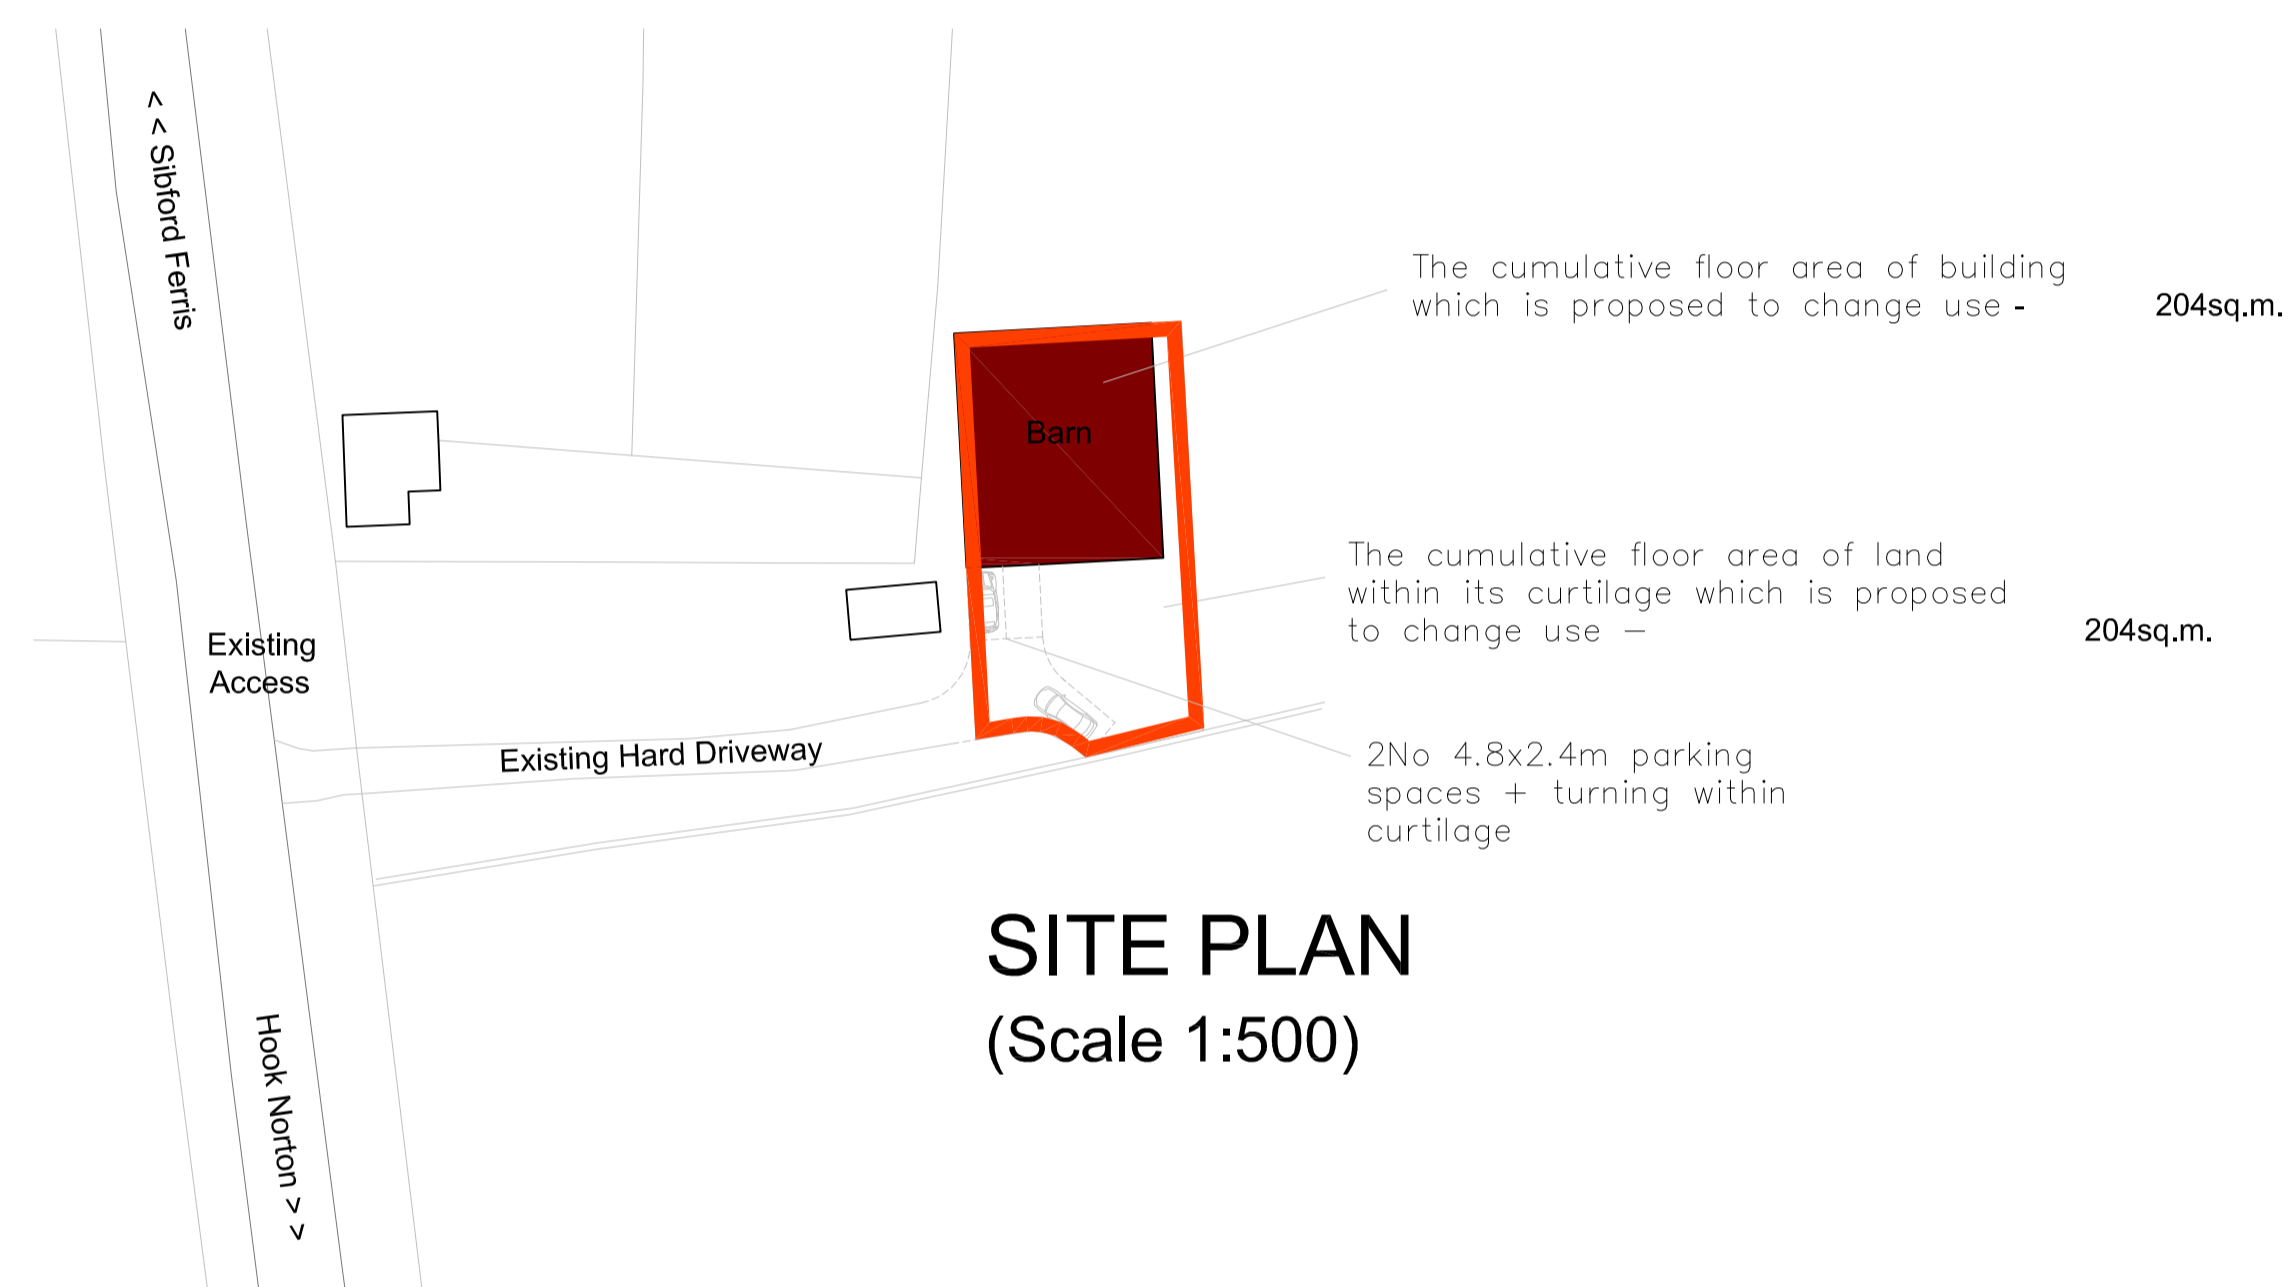 < < Sibford Ferris
The cumulative floor area of building
which is proposed to change use - 204sq.m.
Barn
The cumulative floor area of land
within its curtilage which is proposed
to change use – 204sq.m.
Existing
Access
Existing Hard Driveway
2No 4.8x2.4m parking
spaces + turning within
curtilage
SITE PLAN
(Scale 1:500)
Hook Norton > >